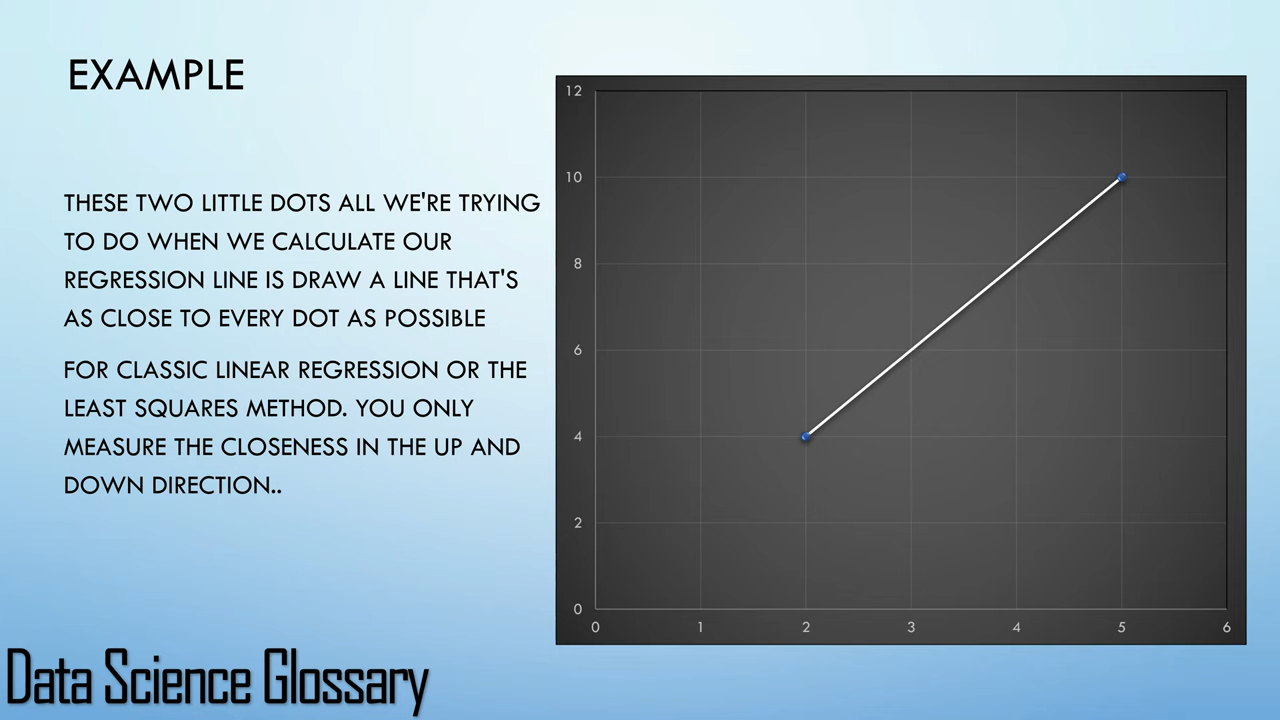 EXAMPLE
THESE TWO LITTLE DOTS ALL WE'RE TRYING
TO DO WHEN WE CALCULATE OUR
REGRESSION LINE IS DRAW A LINE THAT'S
AS CLOSE TO EVERY DOT AS POSSIBLE
FOR CLASSIC LINEAR REGRESSION OR THE
LEAST SQUARES METHOD. YOU ONLY
MEASURE THE CLOSENESS IN THE UP AND
DOWN DIRECTION..
12
10
8
6
4
2
0
0 1 2 3 4 5 6
Data Science Glossary